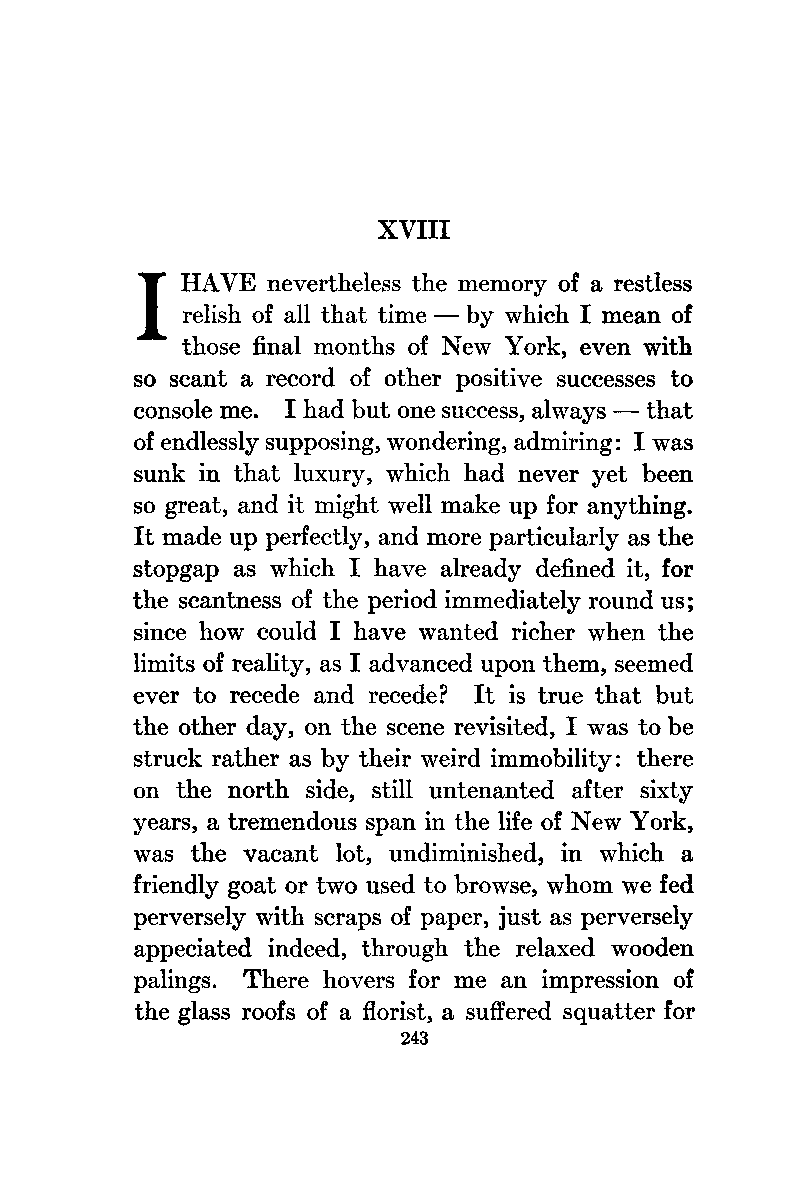 XVIII
I HAVE nevertheless the memory of a restless
relish of all that time — by which I mean of
those final months of New York, even with
so scant a record of other positive successes to
console me. I had but one success, always — that
of endlessly supposing, wondering, admiring: I was
sunk in that luxury, which had never yet been
so great, and it might well make up for anything.
It made up perfectly, and more particularly as the
stopgap as which I have already defined it, for
the scantness of the period immediately round us;
since how could I have wanted richer when the
limits of reality, as I advanced upon them, seemed
ever to recede and recede? It is true that but
the other day, on the scene revisited, I was to be
struck rather as by their weird immobility: there
on the north side, still untenanted after sixty
years, a tremendous span in the life of New York,
was the vacant lot, undiminished, in which a
friendly goat or two used to browse, whom we fed
perversely with scraps of paper, just as perversely
appeciated indeed, through the relaxed wooden
palings. There hovers for me an impression of
the glass roofs of a florist, a suffered squatter for
243